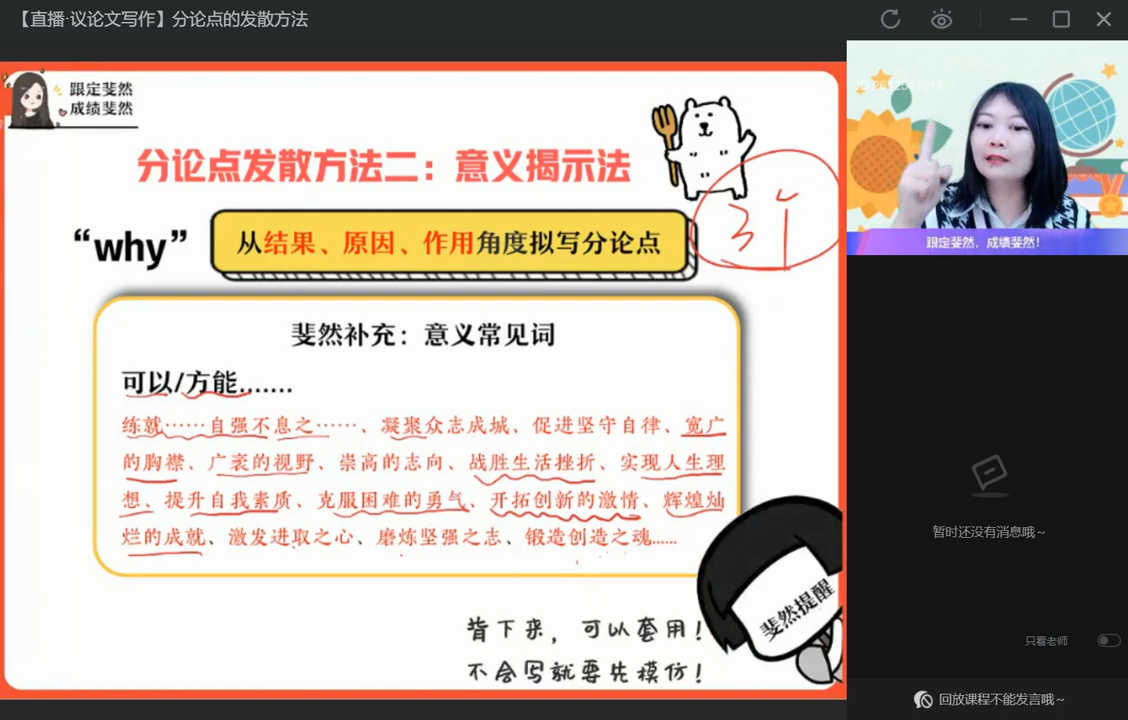 【直播·议论文写作】分论点的发散方法
跟定斐然
成绩斐然
分论点发散方法二：意义揭示法
“why”
从结果、原因、作用角度拟写分论点
3个
斐然补充：意义常见词
可以/方能.......
练就……自强不息之……、凝聚众志成城、促进坚守自律、宽广
的胸襟、广袤的视野、崇高的志向、战胜生活挫折、实现人生理
想、提升自我素质、克服困难的勇气、开拓创新的激情、辉煌灿
烂的成就、激发进取之心、磨炼坚强之志、锻造创造之魂......
斐然提醒
背下来，可以套用！
不会写就要先模仿！
跟定斐然，成绩斐然！
暂时还没有消息哦～
只看老师
回放课程不能发言哦～